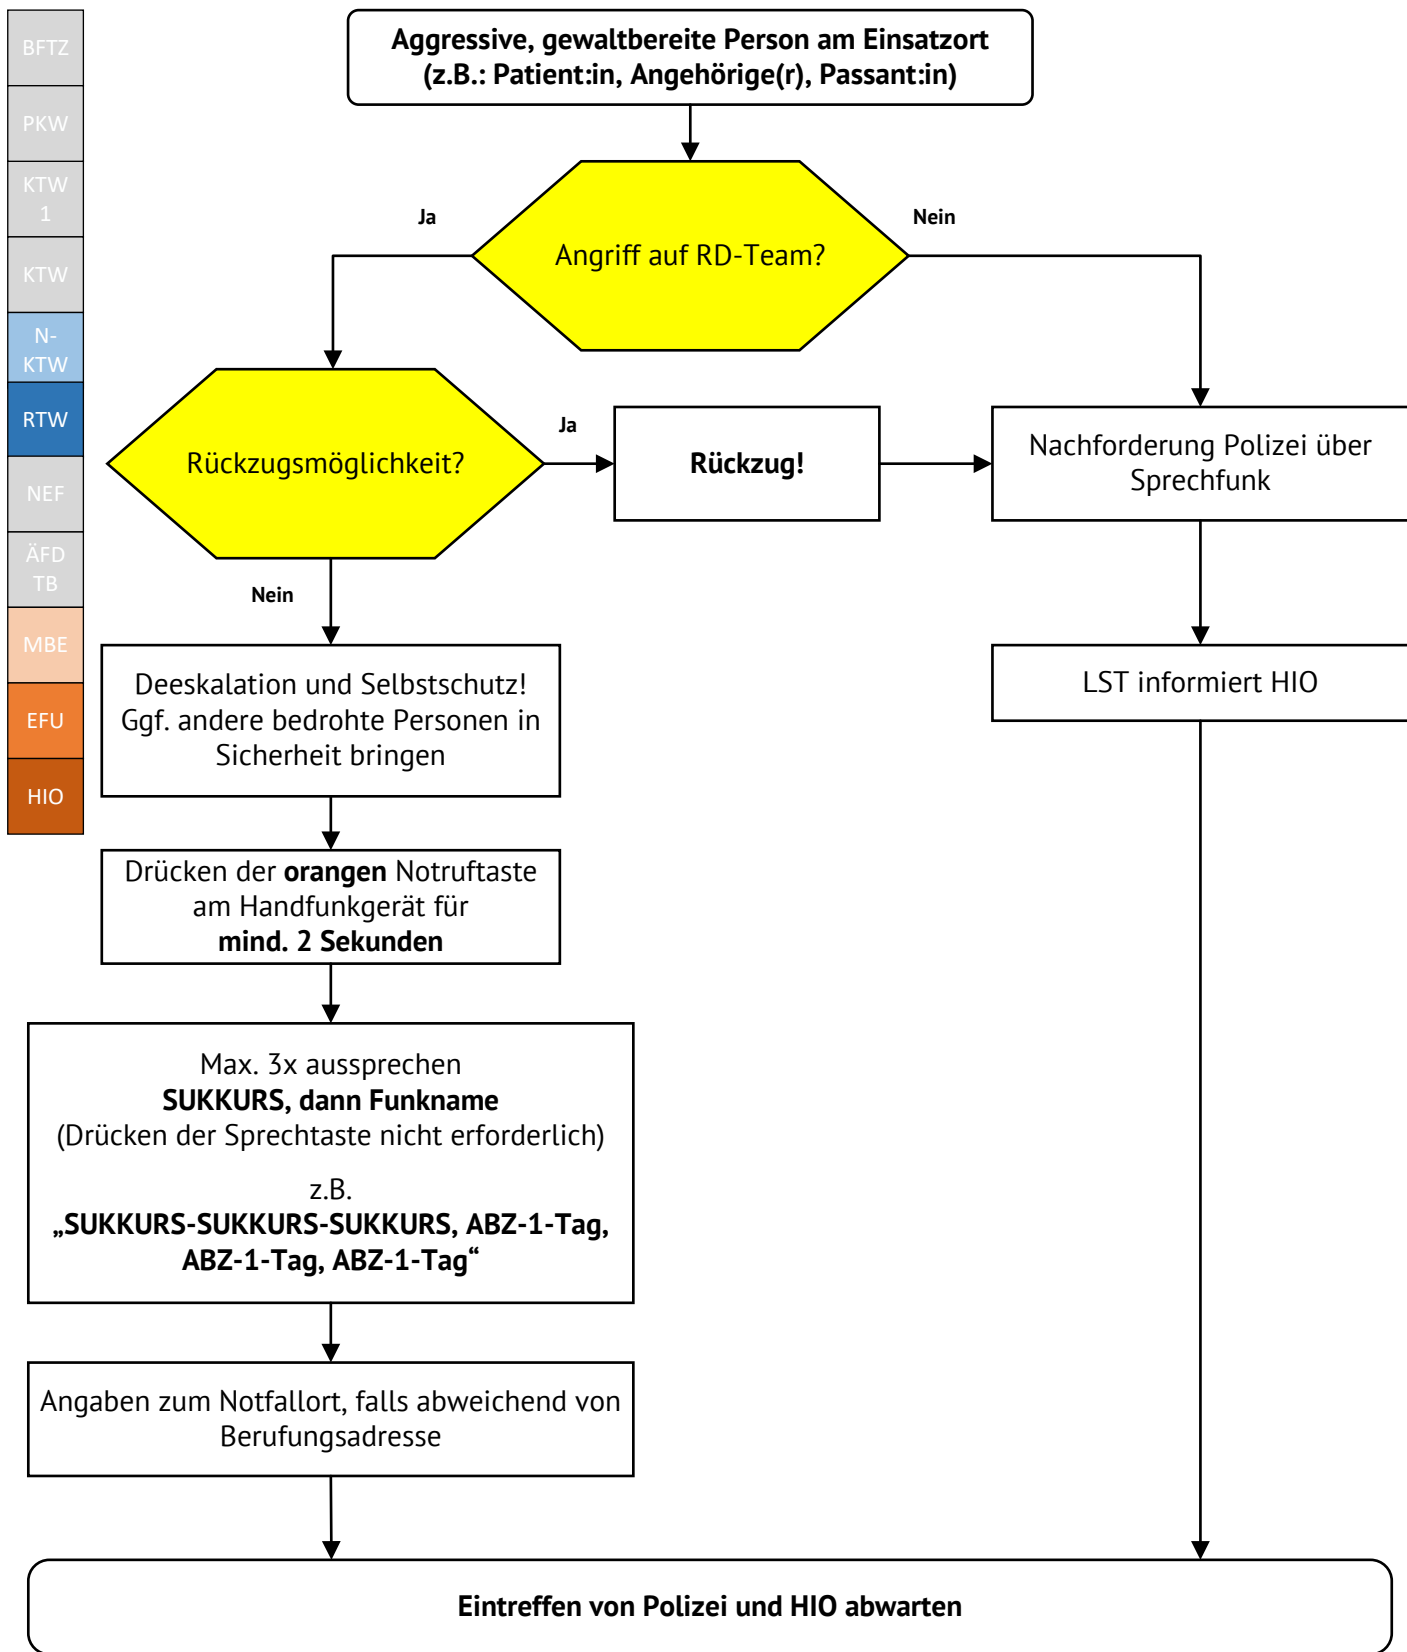 BFTZ
PKW
KTW
1
KTW
N-
KTW
RTW
NEF
ÄFD
TB
MBE
EFU
HIO
Aggressive, gewaltbereite Person am Einsatzort
(z.B.: Patient:in, Angehörige(r), Passant:in)
Ja
Nein
Angriff auf RD-Team?
Rückzugsmöglichkeit?
Ja
Rückzug!
Nachforderung Polizei über
Sprechfunk
Nein
Deeskalation und Selbstschutz!
Ggf. andere bedrohte Personen in
Sicherheit bringen
LST informiert HIO
Drücken der orangen Notruftaste
am Handfunkgerät für
mind. 2 Sekunden
Max. 3x aussprechen
SUKKURS, dann Funkname
(Drücken der Sprechtaste nicht erforderlich)
z.B.
„SUKKURS-SUKKURS-SUKKURS, ABZ-1-Tag,
ABZ-1-Tag, ABZ-1-Tag“
Angaben zum Notfallort, falls abweichend von
Berufungsadresse
Eintreffen von Polizei und HIO abwarten